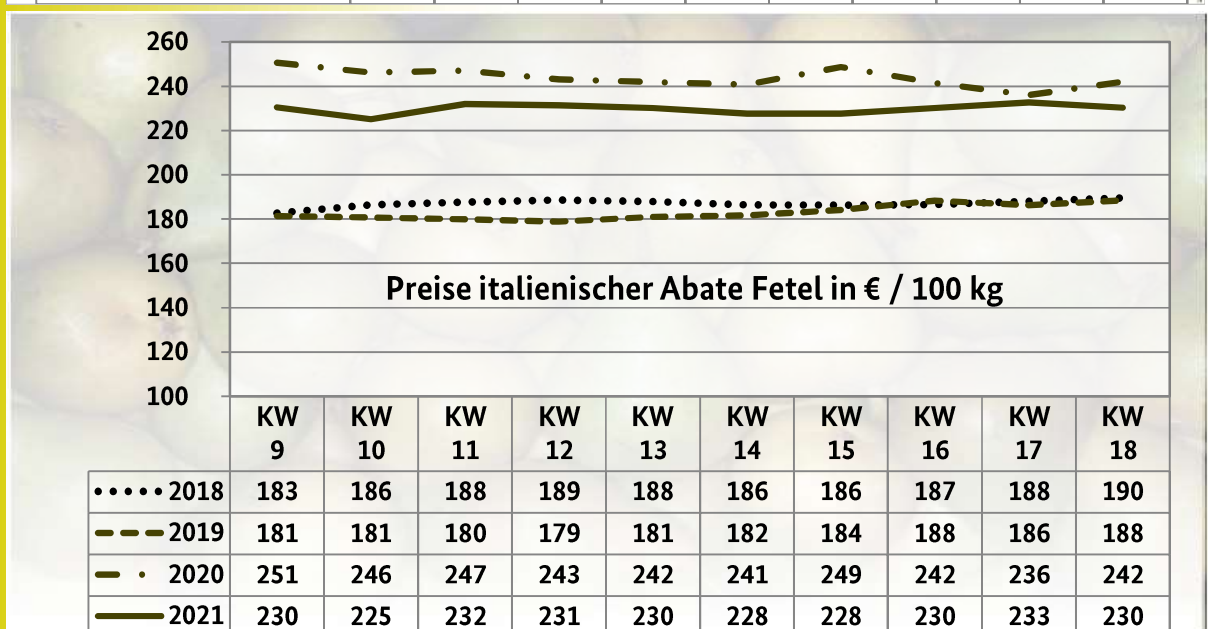 260
240
220
200
180
160
140
120
100
Preise italienischer Abate Fetel in € / 100 kg
KW 9 KW 10 KW 11 KW 12 KW 13 KW 14 KW 15 KW 16 KW 17 KW 18
2018 183 186 188 189 188 186 186 187 188 190
2019 181 181 180 179 181 182 184 188 186 188
2020 251 246 247 243 242 241 249 242 236 242
2021 230 225 232 231 230 228 228 230 233 230